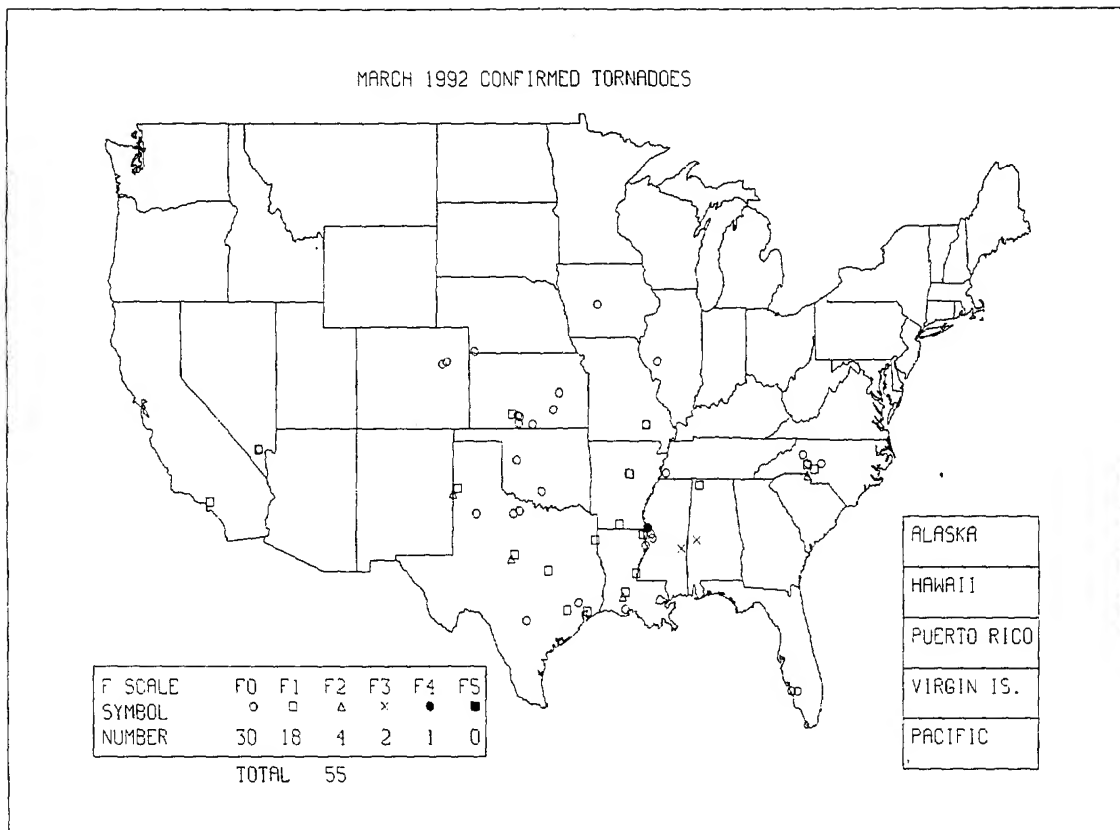 MARCH 1992 CONFIRMED TORNADOES
ALASKA
HAWAII
PUERTO RICO
VIRGIN IS.
PACIFIC
F SCALE F0 F1 F2 F3 F4 F5
SYMBOL
NUMBER 30 18 4 2 1 0
TOTAL 55